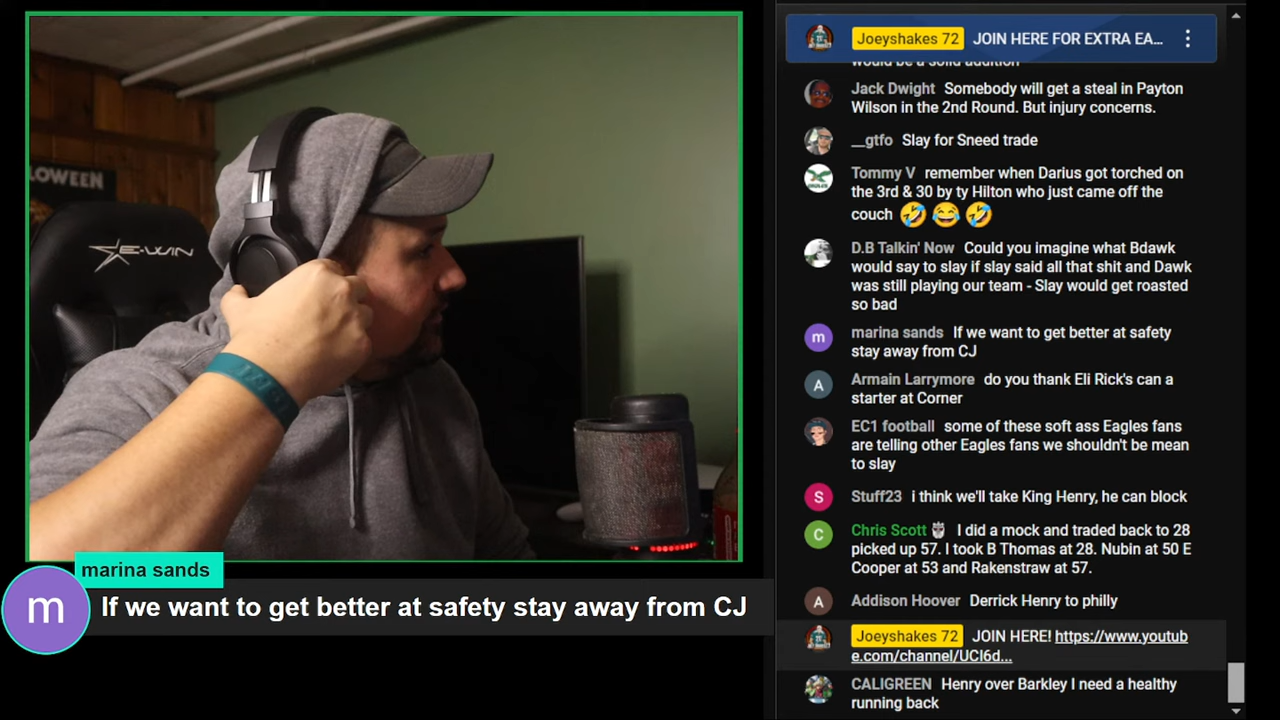 LOWEEN
E-WIN
marina sands
m
If we want to get better at safety stay away from CJ
Joeyshakes 72 JOIN HERE FOR EXTRA EA...
would be a solid addition
Jack Dwight Somebody will get a steal in Payton
Wilson in the 2nd Round. But injury concerns.
__gtfo Slay for Sneed trade
Tommy V remember when Darius got torched on
the 3rd & 30 by ty Hilton who just came off the
couch 🤣😂🤣
D.B Talkin' Now Could you imagine what Bdawk
would say to slay if slay said all that shit and Dawk
was still playing our team - Slay would get roasted
so bad
m
marina sands If we want to get better at safety
stay away from CJ
A
Armain Larrymore do you thank Eli Rick's can a
starter at Corner
EC1 football some of these soft ass Eagles fans
are telling other Eagles fans we shouldn't be mean
to slay
S
Stuff23 i think we'll take King Henry, he can block
C
Chris Scott I did a mock and traded back to 28
picked up 57. I took B Thomas at 28. Nubin at 50 E
Cooper at 53 and Rakenstraw at 57.
A
Addison Hoover Derrick Henry to philly
Joeyshakes 72 JOIN HERE! https://www.youtub
e.com/channel/UCl6d...
CALIGREEN Henry over Barkley I need a healthy
running back